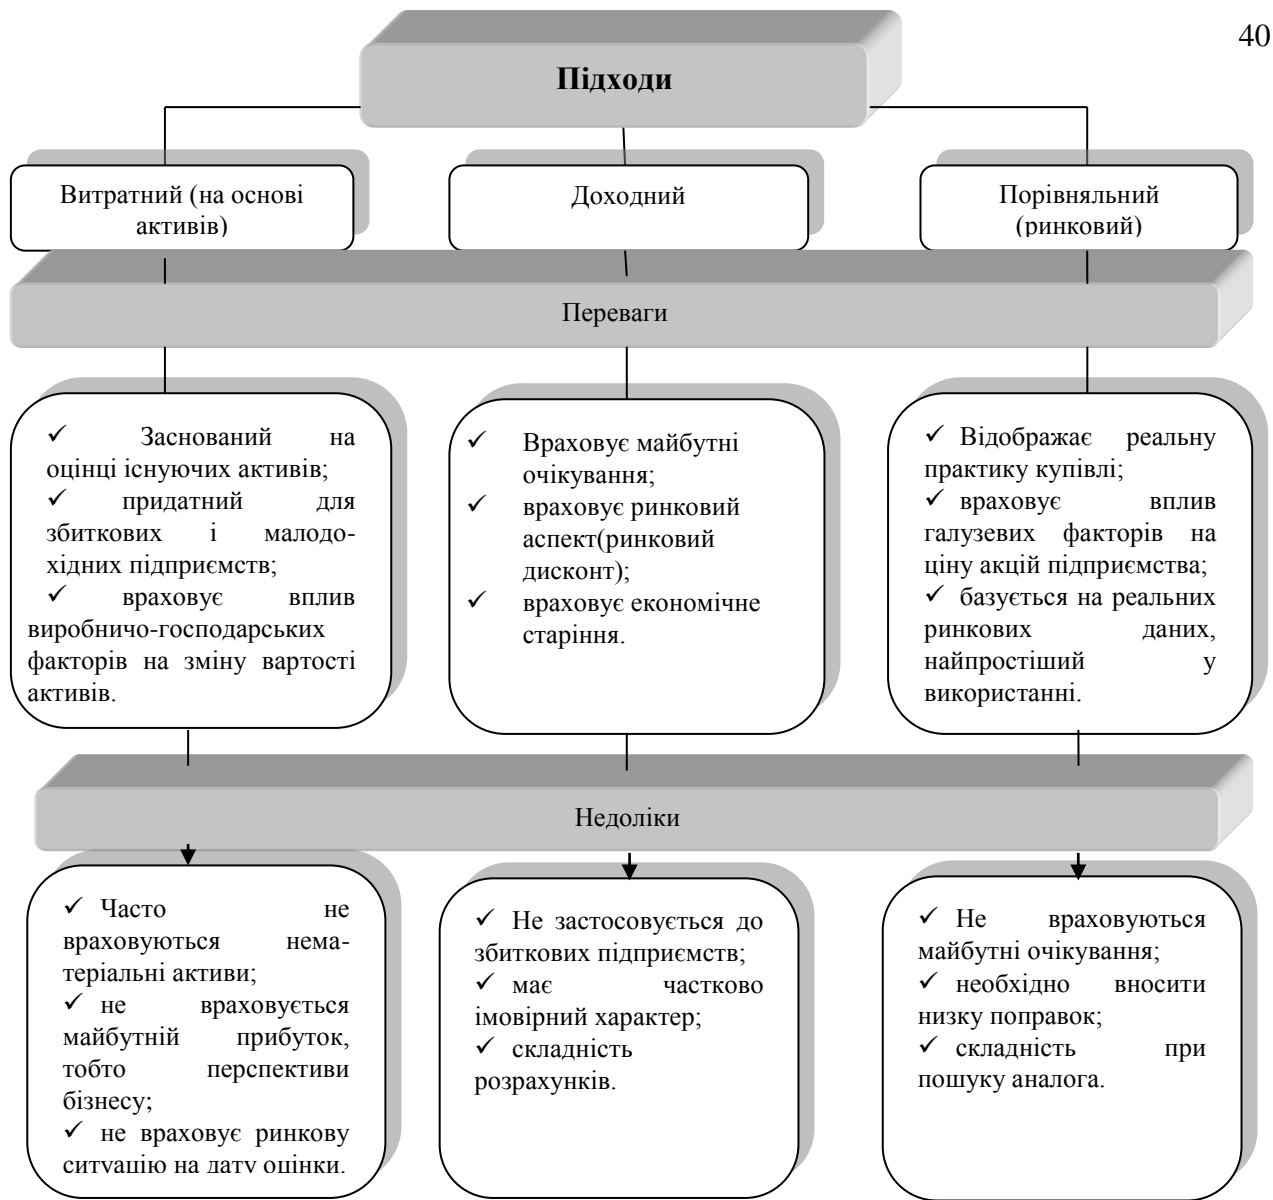 40
Підходи
Витратний (на основі
активів)
Доходний
Порівняльний
(ринковий)
Переваги
✓ Заснований на
оцінці існуючих активів;
✓ придатний для
збиткових і малодо-
хідних підприємств;
✓ враховує вплив
виробничо-господарських
факторів на зміну вартості
активів.
✓ Враховує майбутні
очікування;
✓ враховує ринковий
аспект(ринковий
дисконт);
✓ враховує економічне
старіння.
✓ Відображає реальну
практику купівлі;
✓ враховує вплив
галузевих факторів на
ціну акцій підприємства;
✓ базується на реальних
ринкових даних,
найпростіший у
використанні.
Недоліки
✓ Часто не
враховуються нема-
теріальні активи;
✓ не враховується
майбутній прибуток,
тобто перспективи
бізнесу;
✓ не враховує ринкову
ситуацію на дату оцінки.
✓ Не застосовується до
збиткових підприємств;
✓ має частково
імовірний характер;
✓ складність
розрахунків.
✓ Не враховуються
майбутні очікування;
✓ необхідно вносити
низку поправок;
✓ складність при
пошуку аналога.